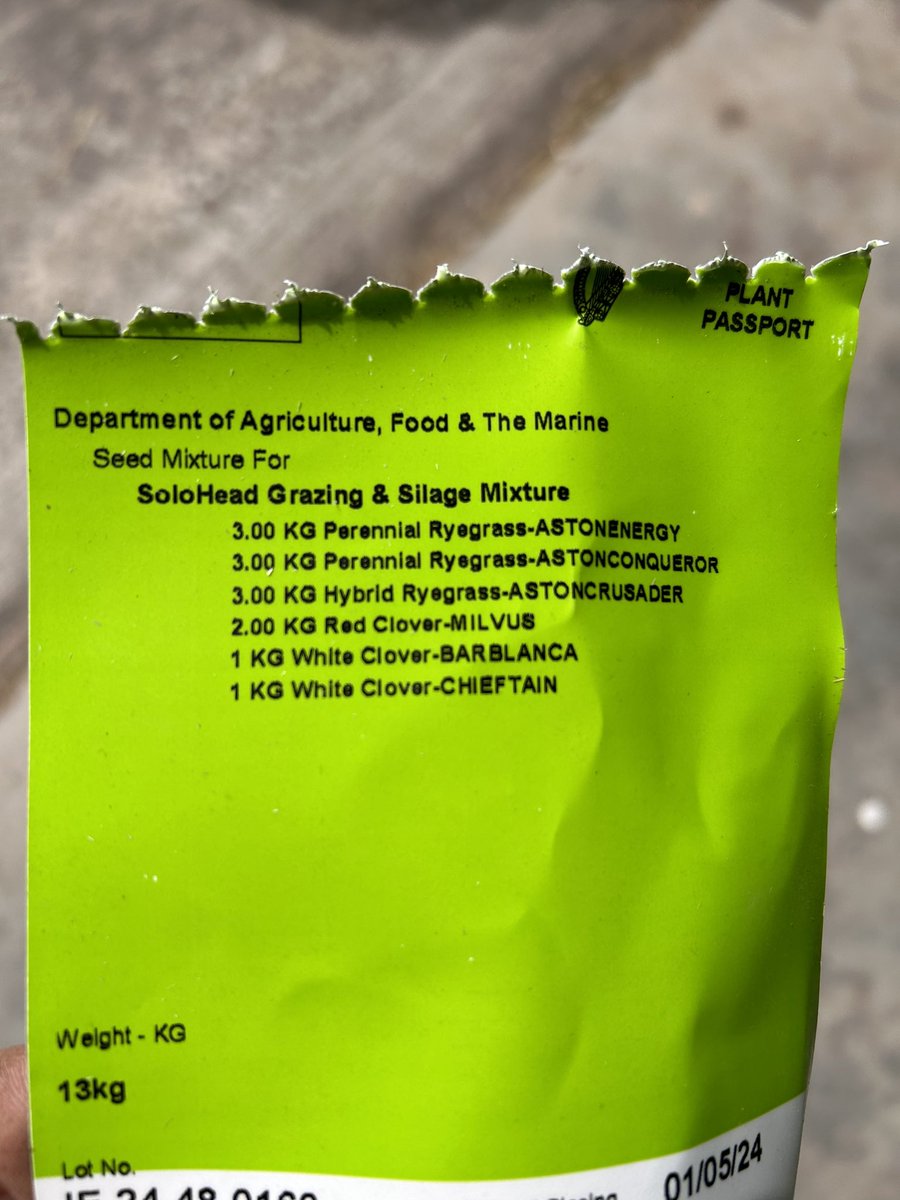 PLANT
PASSPORT
Department of Agriculture, Food & The Marine
Seed Mixture For
SoloHead Grazing & Silage Mixture
3.00 KG Perennial Ryegrass-ASTONENERGY
3.00 KG Perennial Ryegrass-ASTONCONQUEROR
3.00 KG Hybrid Ryegrass-ASTONCRUSADER
2.00 KG Red Clover-MILVUS
1 KG White Clover-BARBLANCA
1 KG White Clover-CHIEFTAIN
Weight - KG
13kg
Lot No.
01/05/24